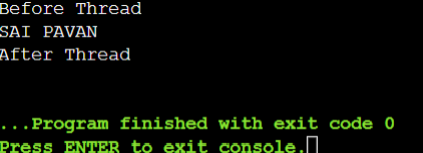 Before Thread
SAI PAVAN
After Thread
...Program finished with exit code 0
Press ENTER to exit console.